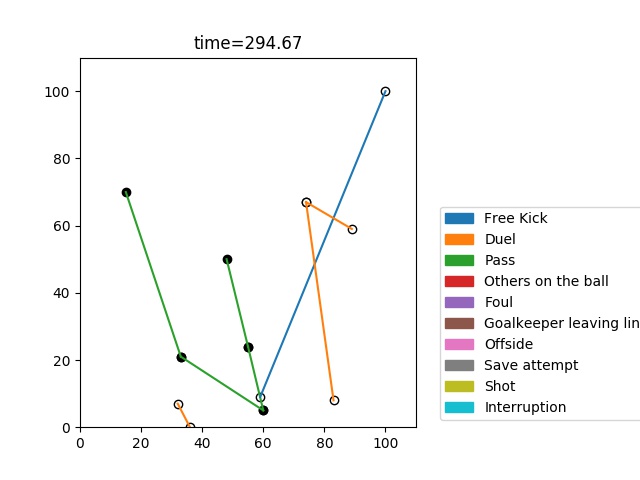 time=294.67
100
80
60
40
20
0
0 20 40 60 80 100
Free Kick
Duel
Pass
Others on the ball
Foul
Goalkeeper leaving lin
Offside
Save attempt
Shot
Interruption